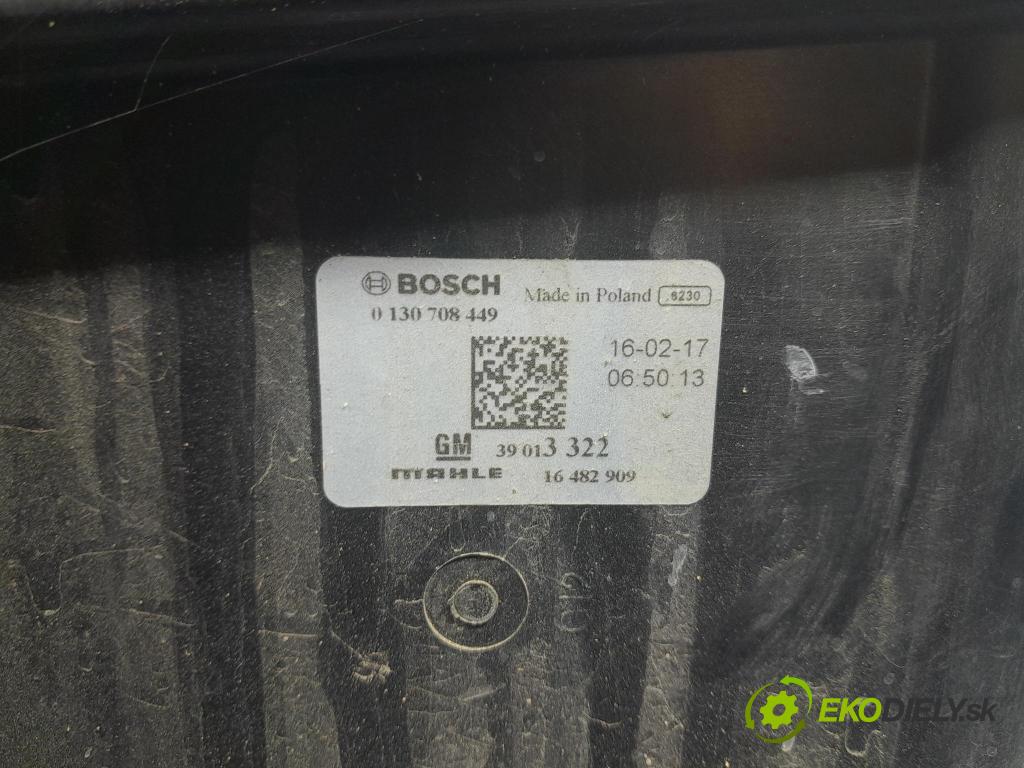 BOSCH Made in Poland 6230
0 130 708 449
16-02-17
06:50:13
GM 39 013 322
MAHLE 16 482 909
EKODIELY.sk